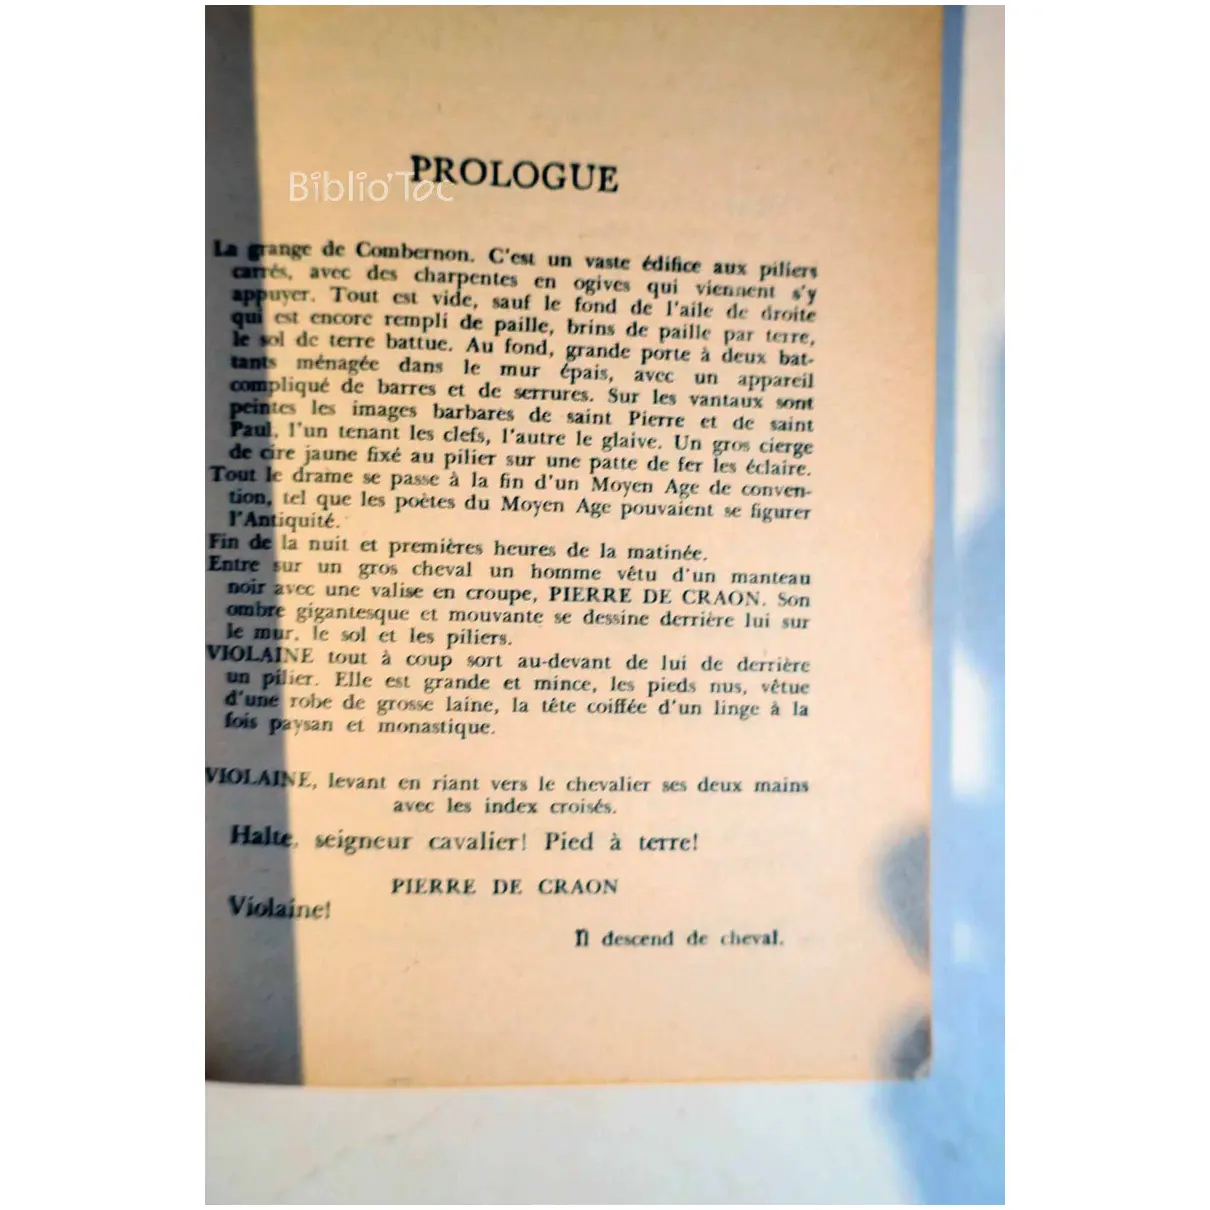 PROLOGUE
Biblio'Toc
La grange de Combernon. C'est un vaste édifice aux piliers
carrés, avec des charpentes en ogives qui viennent s'y
appuyer. Tout est vide, sauf le fond de l'aile de droite
qui est encore rempli de paille, brins de paille par terre,
le sol de terre battue. Au fond, grande porte à deux bat-
tants ménagée dans le mur épais, avec un appareil
compliqué de barres et de serrures. Sur les vantaux sont
peintes les images barbares de saint Pierre et de saint
Paul, l'un tenant les clefs, l'autre le glaive. Un gros cierge
de cire jaune fixé au pilier sur une patte de fer les éclaire.
Tout le drame se passe à la fin d'un Moyen Age de conven-
tion, tel que les poètes du Moyen Age pouvaient se figurer
l'Antiquité.
Fin de la nuit et premières heures de la matinée.
Entre sur un gros cheval un homme vêtu d'un manteau
noir avec une valise en croupe, PIERRE DE CRAON. Son
ombre gigantesque et mouvante se dessine derrière lui sur
le mur, le sol et les piliers.
VIOLAINE tout à coup sort au-devant de lui de derrière
un pilier. Elle est grande et mince, les pieds nus, vêtue
d'une robe de grosse laine, la tête coiffée d'un linge à la
fois paysan et monastique.
VIOLAINE, levant en riant vers le chevalier ses deux mains
avec les index croisés.
Halte, seigneur cavalier! Pied à terre!
PIERRE DE CRAON
Violaine!
Il descend de cheval.